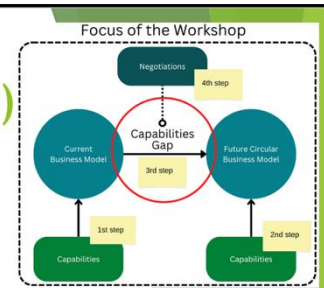 Focus of the Workshop
Negotiations
4th step
)
Capabilities
Gap
Current
Business Model
Future Circular
Business Model
3rd step
1st step
2nd step
Capabilities
Capabilities